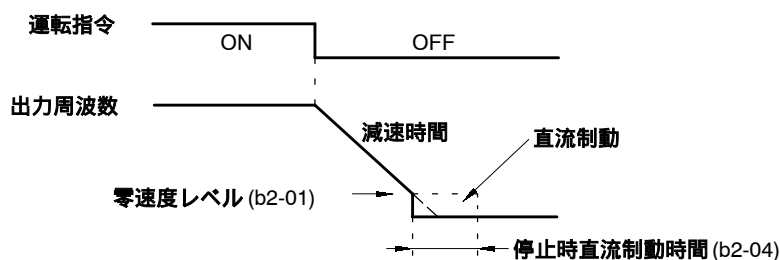 運転指令
ON
OFF
出力周波数
減速時間
直流制動
零速度レベル (b2-01)
停止時直流制動時間 (b2-04)